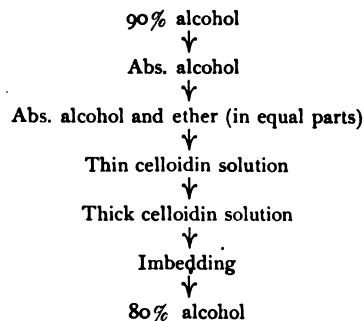 90% alcohol
Abs. alcohol
Abs. alcohol and ether (in equal parts)
Thin celloidin solution
Thick celloidin solution
Imbedding
80% alcohol